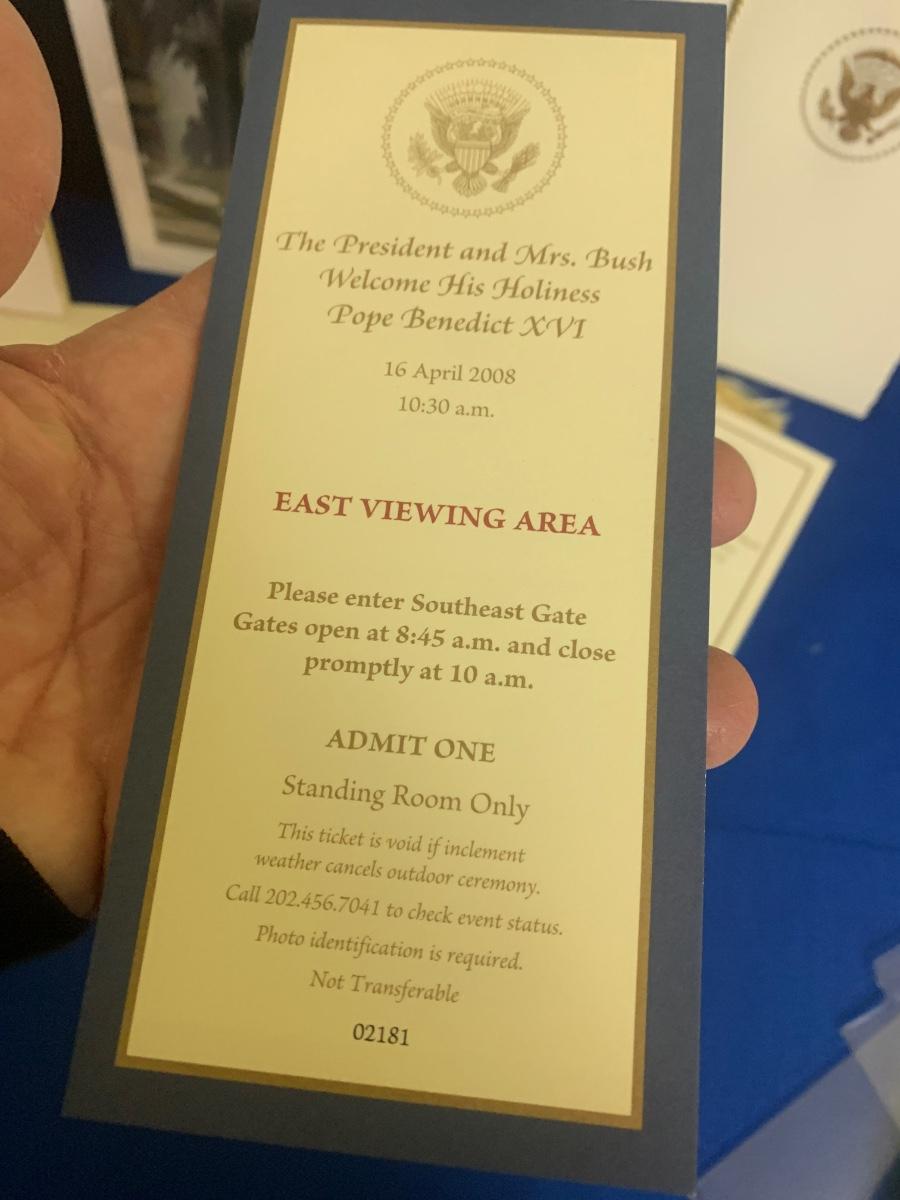 The President and Mrs. Bush
Welcome His Holiness
Pope Benedict XVI
16 April 2008
10:30 a.m.
EAST VIEWING AREA
Please enter Southeast Gate
Gates open at 8:45 a.m. and close
promptly at 10 a.m.
ADMIT ONE
Standing Room Only
This ticket is void if inclement
weather cancels outdoor ceremony.
Call 202.456.7041 to check event status.
Photo identification is required.
Not Transferable
02181